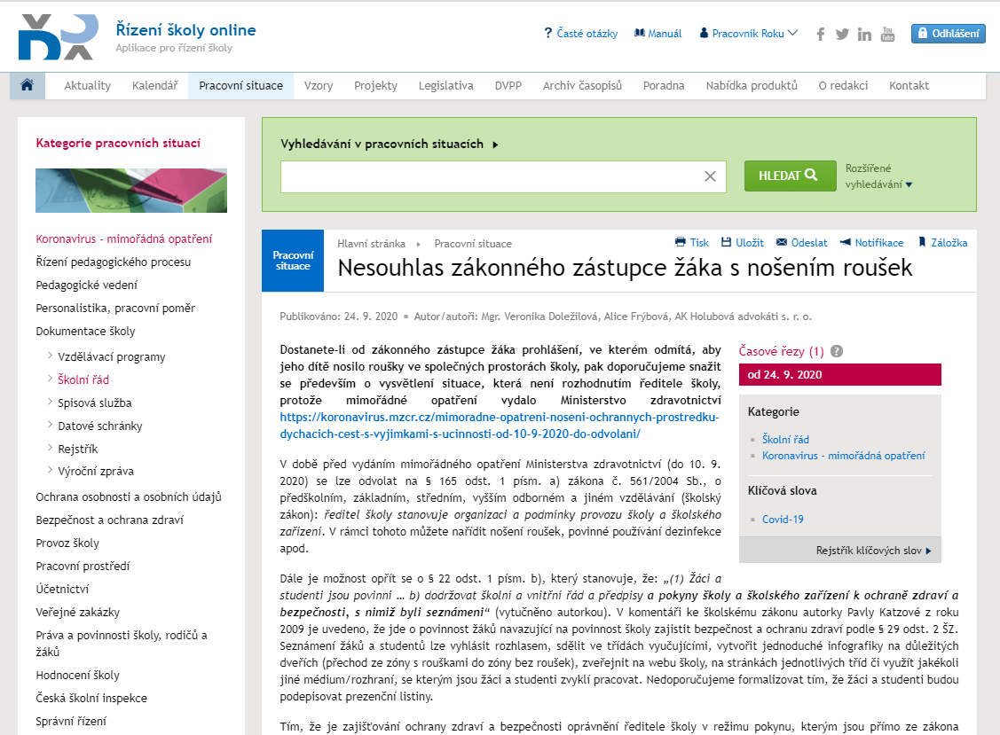 Řízení školy online
Aplikace pro řízení školy
? Časté otázky
Manuál
Pracovnik Roku
You
Tube
Odhlášení
Aktuality
Kalendář
Pracovní situace
Vzory
Projekty
Legislativa
DVPP
Archiv časopisů
Poradna
Nabídka produktů
O redakci
Kontakt
Kategorie pracovních situací
Koronavirus - mimořádná opatření
Řízení pedagogického procesu
Pedagogické vedení
Personalistika, pracovní poměr
Dokumentace školy
Vzdělávací programy
Školní řád
Spisová služba
Datové schránky
Rejstřík
Výroční zpráva
Ochrana osobnosti a osobních údajů
Bezpečnost a ochrana zdraví
Provoz školy
Pracovní prostředí
Účetnictví
Veřejné zakázky
Práva a povinnosti školy, rodičů a
žáků
Hodnocení školy
Česká školní inspekce
Správní řízení
Vyhledávání v pracovních situacích
HLEDAT
Rozšířené
vyhledávání
Pracovní
situace
Hlavní stránka
Pracovní situace
Tisk
Uložit
Odeslat
Notifikace
Záložka
Nesouhlas zákonného zástupce žáka s nošením roušek
Publikováno: 24. 9. 2020
Autor/autoři: Mgr. Veronika Doležilová, Alice Frýbová, AK Holubová advokáti s. r. o.
Dostanete-li od zákonného zástupce žáka prohlášení, ve kterém odmítá, aby
jeho dítě nosilo roušky ve společných prostorách školy, pak doporučujeme snažit
se především o vysvětlení situace, která není rozhodnutím ředitele školy,
protože mimořádné opatření vydalo Ministerstvo zdravotnictví
https://koronavirus.mzcr.cz/mimoradne-opatreni-noseni-ochrannych-prostredku-
dychacich-cest-s-vyjimkami-s-ucinnosti-od-10-9-2020-do-odvolani/
V době před vydáním mimořádného opatření Ministerstva zdravotnictví (do 10. 9.
2020) se lze odvolat na § 165 odst. 1 písm. a) zákona č. 561/2004 Sb., o
předškolním, základním, středním, vyšším odborném a jiném vzdělávání (školský
zákon): ředitel školy stanovuje organizaci a podmínky provozu školy a školského
zařízení. V rámci tohoto můžete nařídit nošení roušek, povinné používání dezinfekce
apod.
Časové řezy (1) ?
od 24. 9. 2020
Kategorie
Školní řád
Koronavirus - mimořádná opatření
Klíčová slova
Covid-19
Rejstřík klíčových slov
Dále je možnost opřít se o § 22 odst. 1 písm. b), který stanovuje, že: „(1) Žáci a
studenti jsou povinni … b) dodržovat školní a vnitřní řád a předpisy a pokyny školy a školského zařízení k ochraně zdraví a
bezpečnosti, s nimiž byli seznámeni“ (vytučněno autorkou). V komentáři ke školskému zákonu autorky Pavly Katzové z roku
2009 je uvedeno, že jde o povinnost žáků navazující na povinnost školy zajistit bezpečnost a ochranu zdraví podle § 29 odst. 2 ŠZ.
Seznámení žáků a studentů lze vyhlásit rozhlasem, sdělit ve třídách vyučujícími, vytvořit jednoduché infografiky na důležitých
dveřích (přechod ze zóny s rouškami do zóny bez roušek), zveřejnit na webu školy, na stránkách jednotlivých tříd či využít jakékoli
jiné médium/rozhraní, se kterým jsou žáci a studenti zvyklí pracovat. Nedoporučujeme formalizovat tím, že žáci a studenti budou
podepisovat prezenční listiny.
Tím, že je zajišťování ochrany zdraví a bezpečnosti oprávnění ředitele školy v režimu pokynu, kterým jsou přímo ze zákona